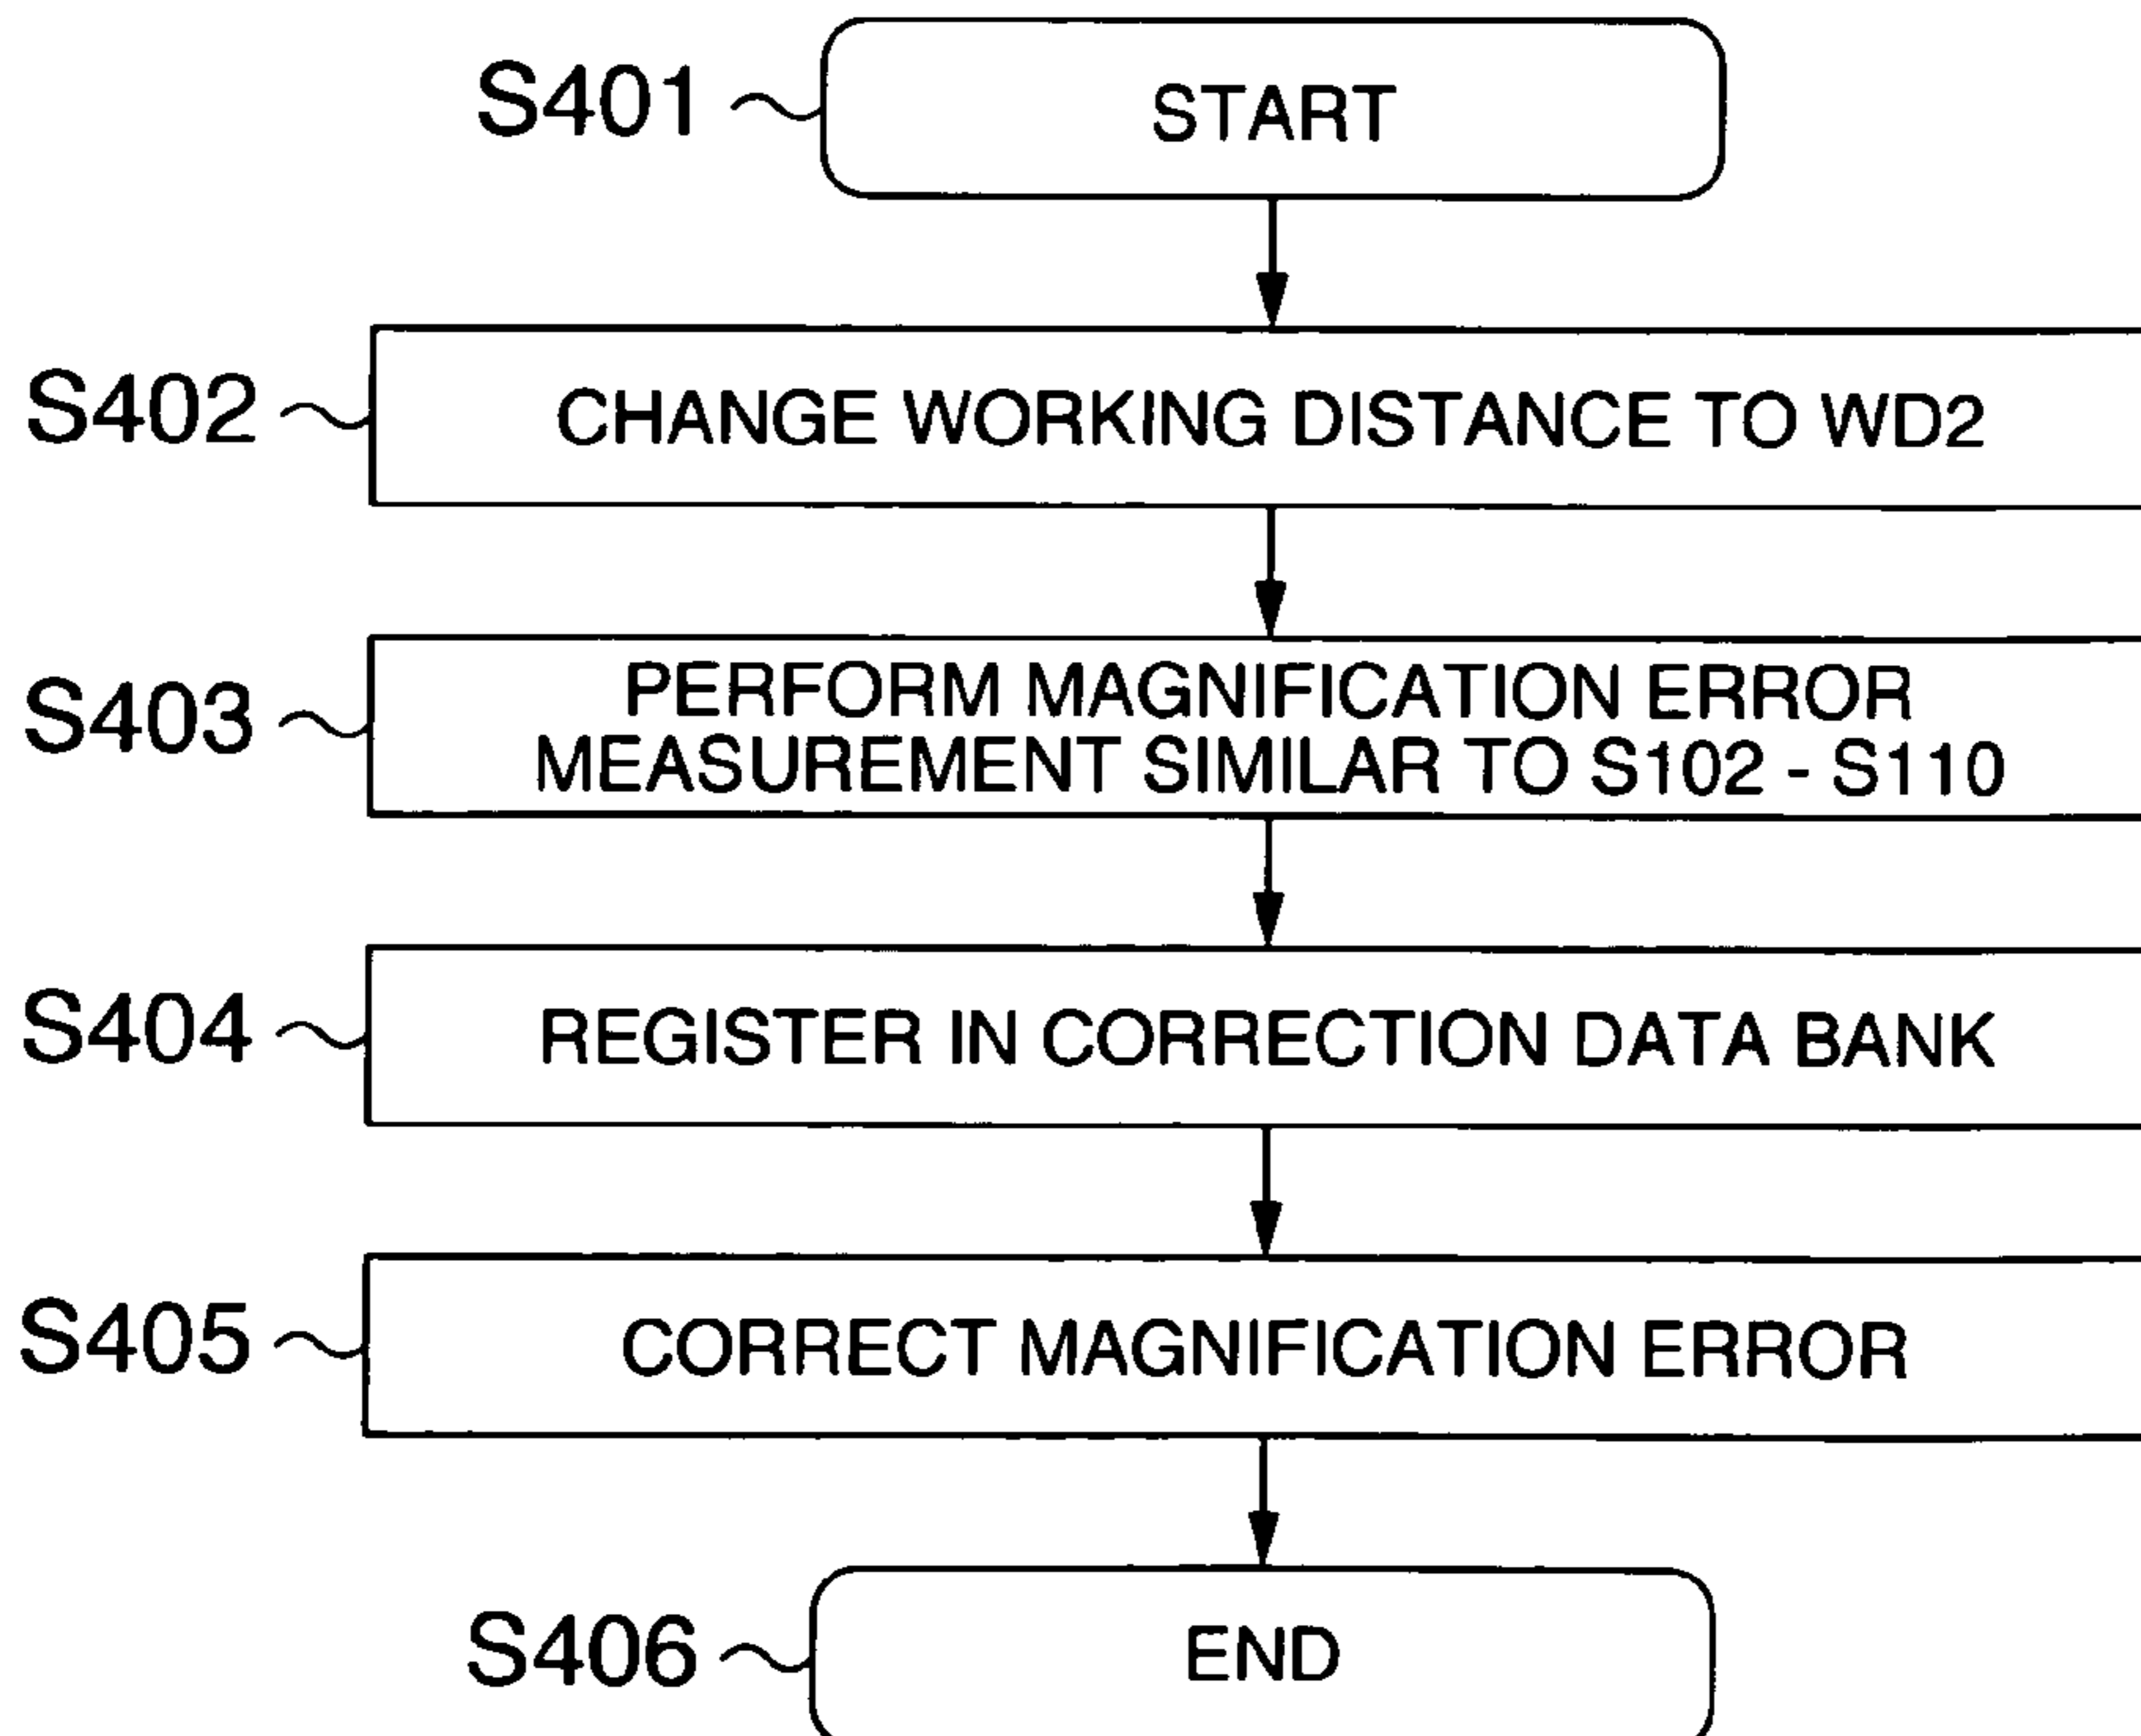 S401 START
S402 CHANGE WORKING DISTANCE TO WD2
S403 PERFORM MAGNIFICATION ERROR
MEASUREMENT SIMILAR TO S102 - S110
S404 REGISTER IN CORRECTION DATA BANK
S405 CORRECT MAGNIFICATION ERROR
S406 END